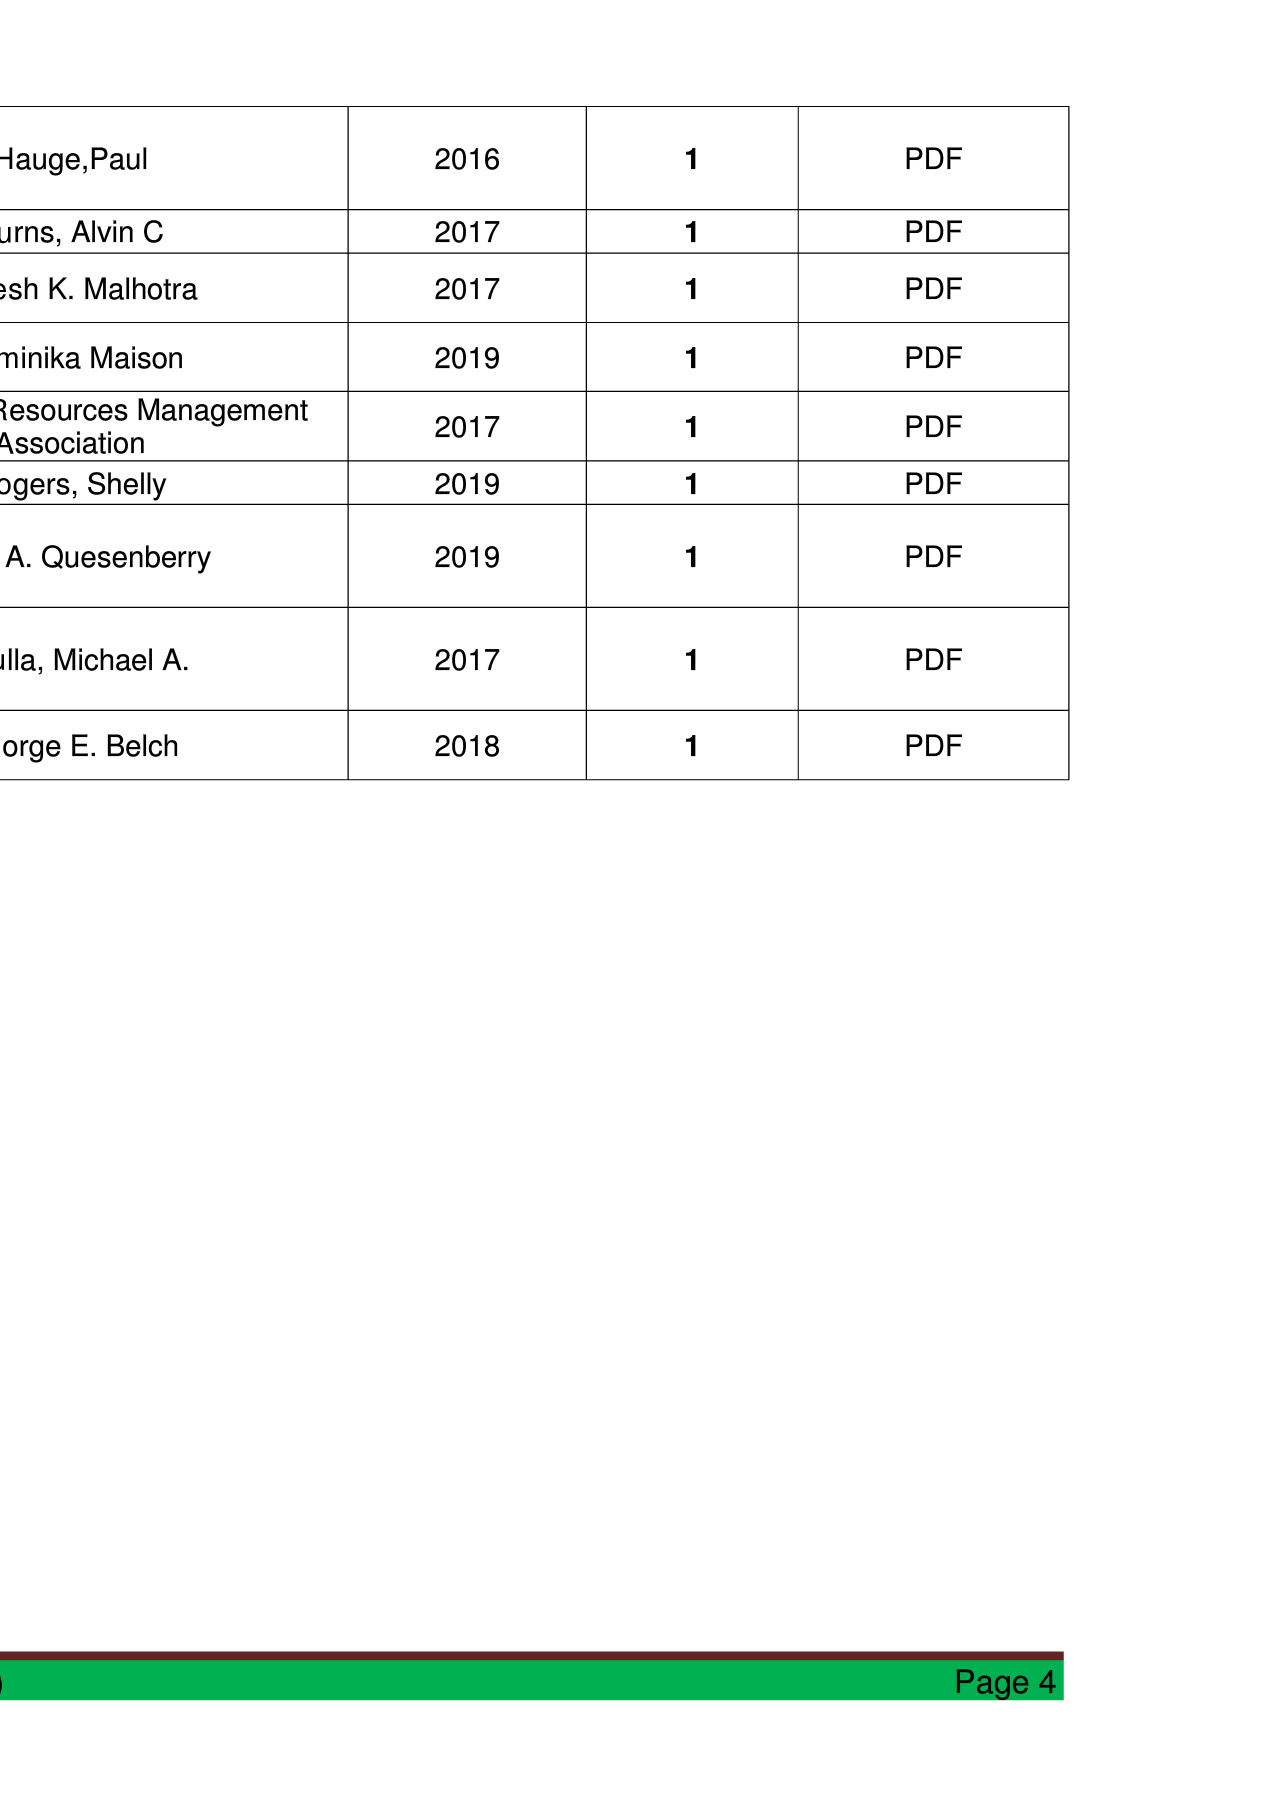 Hauge,Paul 2016 1 PDF
urns, Alvin C 2017 1 PDF
esh K. Malhotra 2017 1 PDF
minika Maison 2019 1 PDF
Resources Management
Association 2017 1 PDF
ogers, Shelly 2019 1 PDF
A. Quesenberry 2019 1 PDF
ulla, Michael A. 2017 1 PDF
orge E. Belch 2018 1 PDF
) Page 4